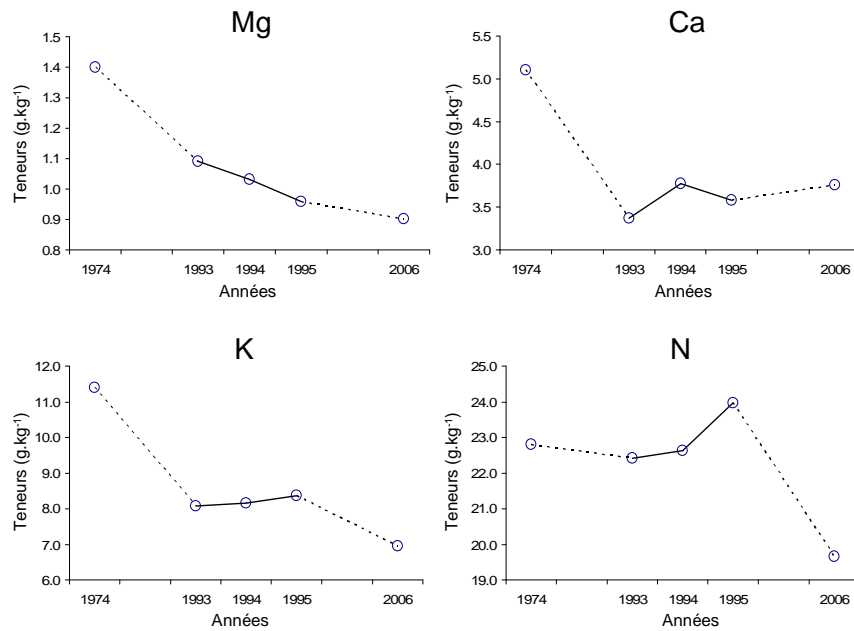 Mg
Teneurs (g.kg⁻¹)
1.5
1.4
1.3
1.2
1.1
1.0
0.9
0.8
1974 1993 1994 1995 2006
Années
Ca
Teneurs (g.kg⁻¹)
5.5
5.0
4.5
4.0
3.5
3.0
1974 1993 1994 1995 2006
Années
K
Teneurs (g.kg⁻¹)
12.0
11.0
10.0
9.0
8.0
7.0
6.0
1974 1993 1994 1995 2006
Années
N
Teneurs (g.kg⁻¹)
25.0
24.0
23.0
22.0
21.0
20.0
19.0
1974 1993 1994 1995 2006
Années